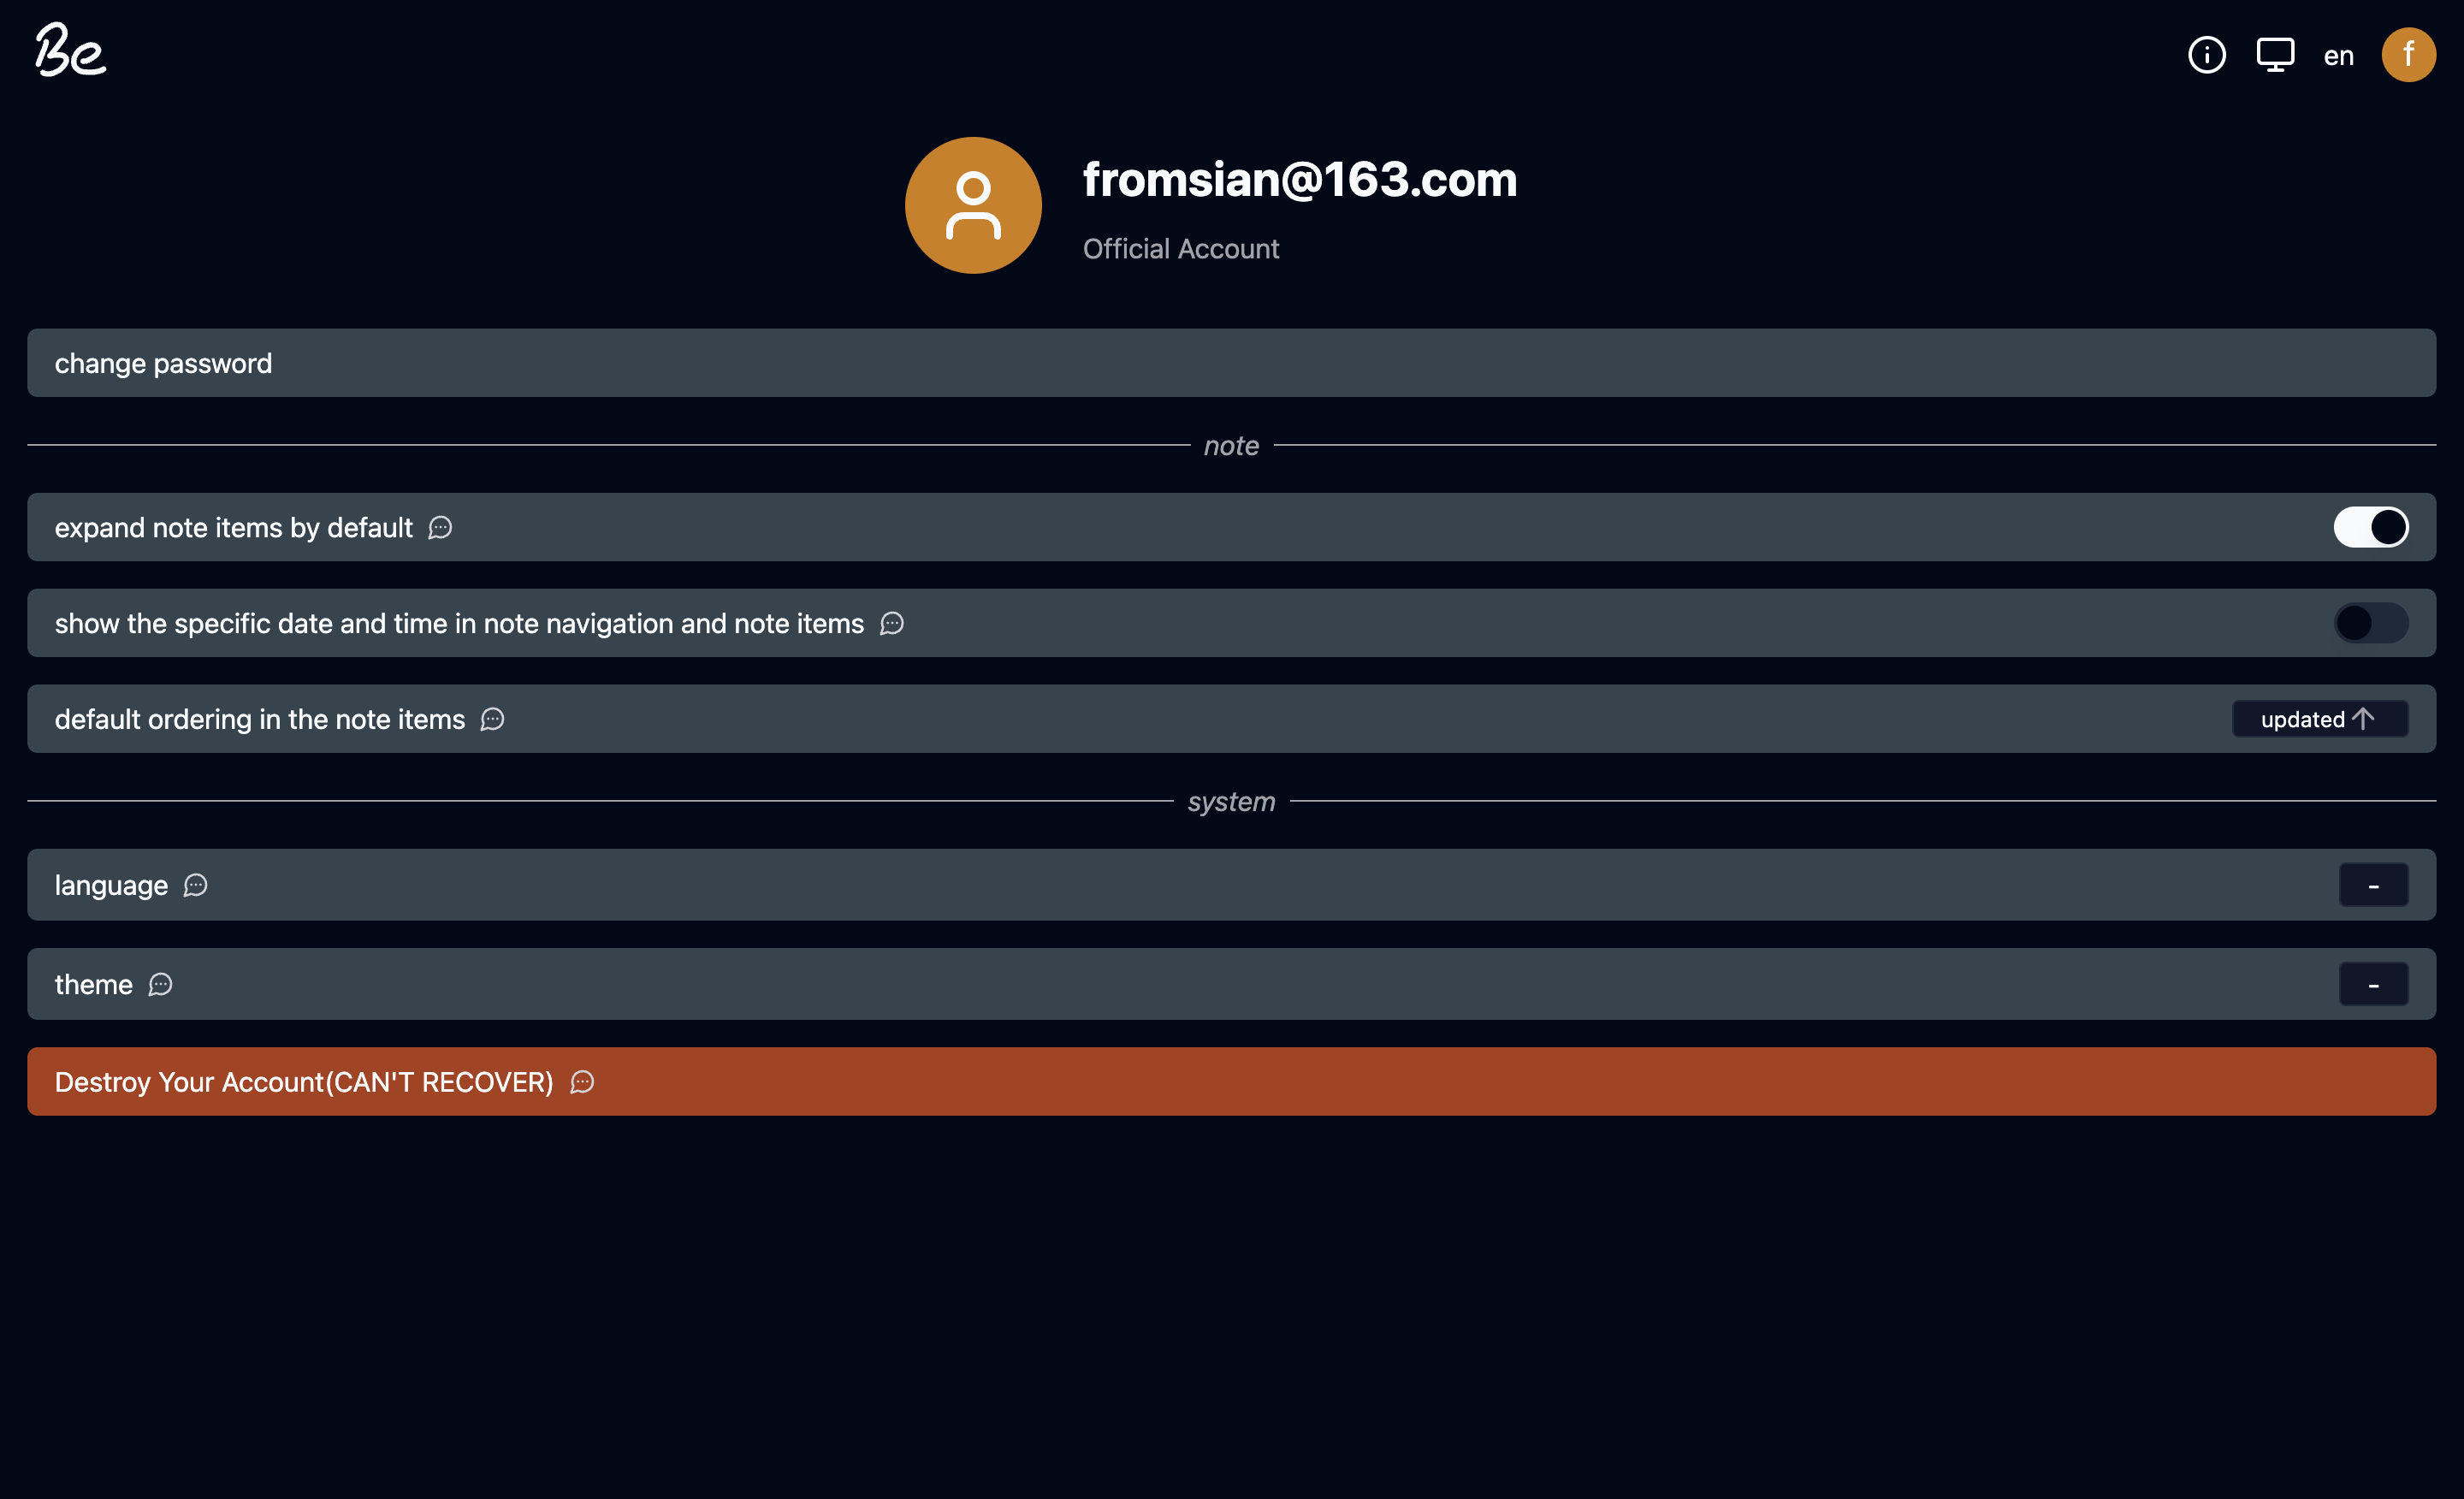 Be
en
f
fromsian@163.com
Official Account
change password
note
expand note items by default
show the specific date and time in note navigation and note items
default ordering in the note items
updated
system
language
-
theme
-
Destroy Your Account(CAN'T RECOVER)